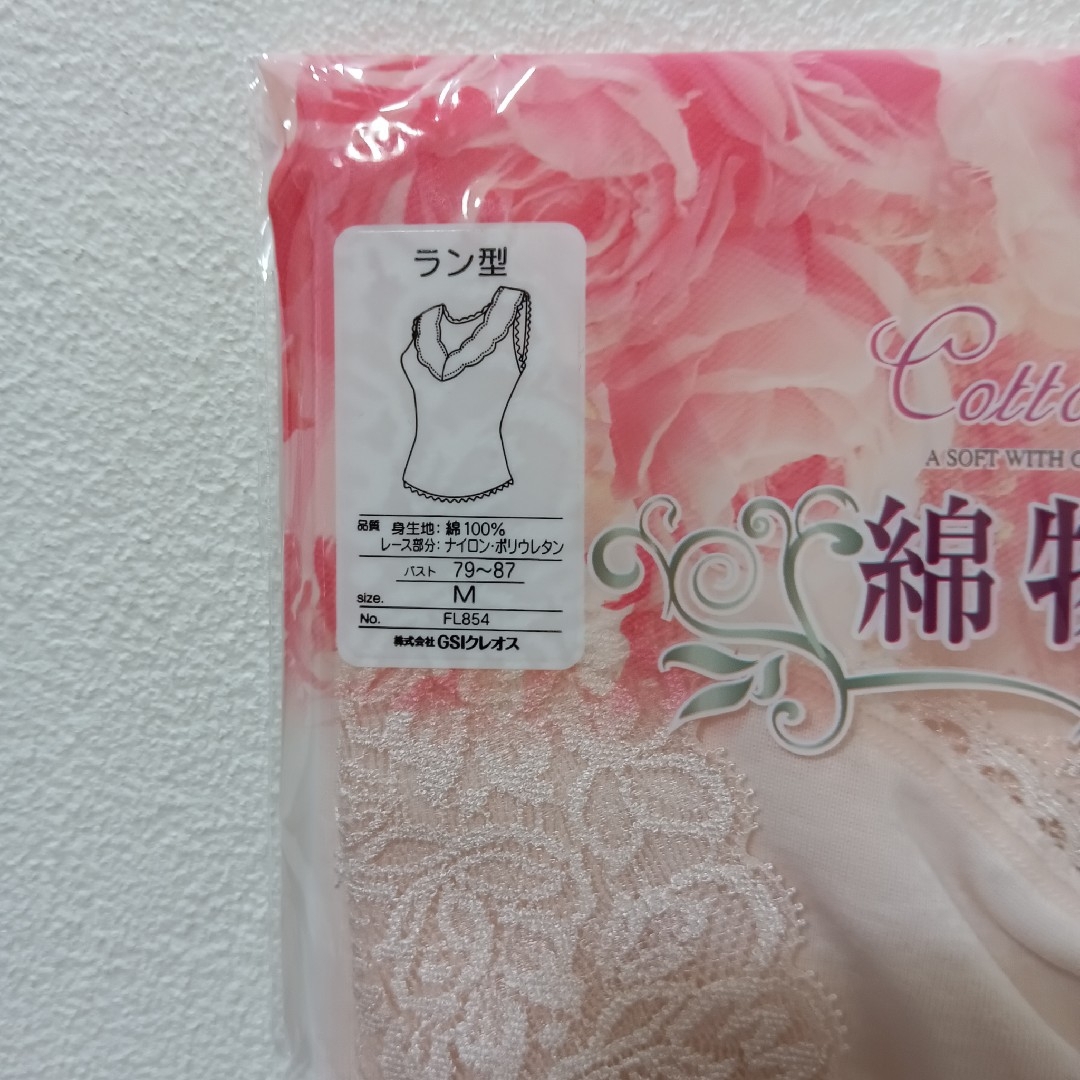 ラン型
品質 身生地: 綿100%
レース部分: ナイロン・ポリウレタン
バスト 79〜87
size. M
No. FL854
株式会社 GSIクレオス
A SOFT WITH
綿